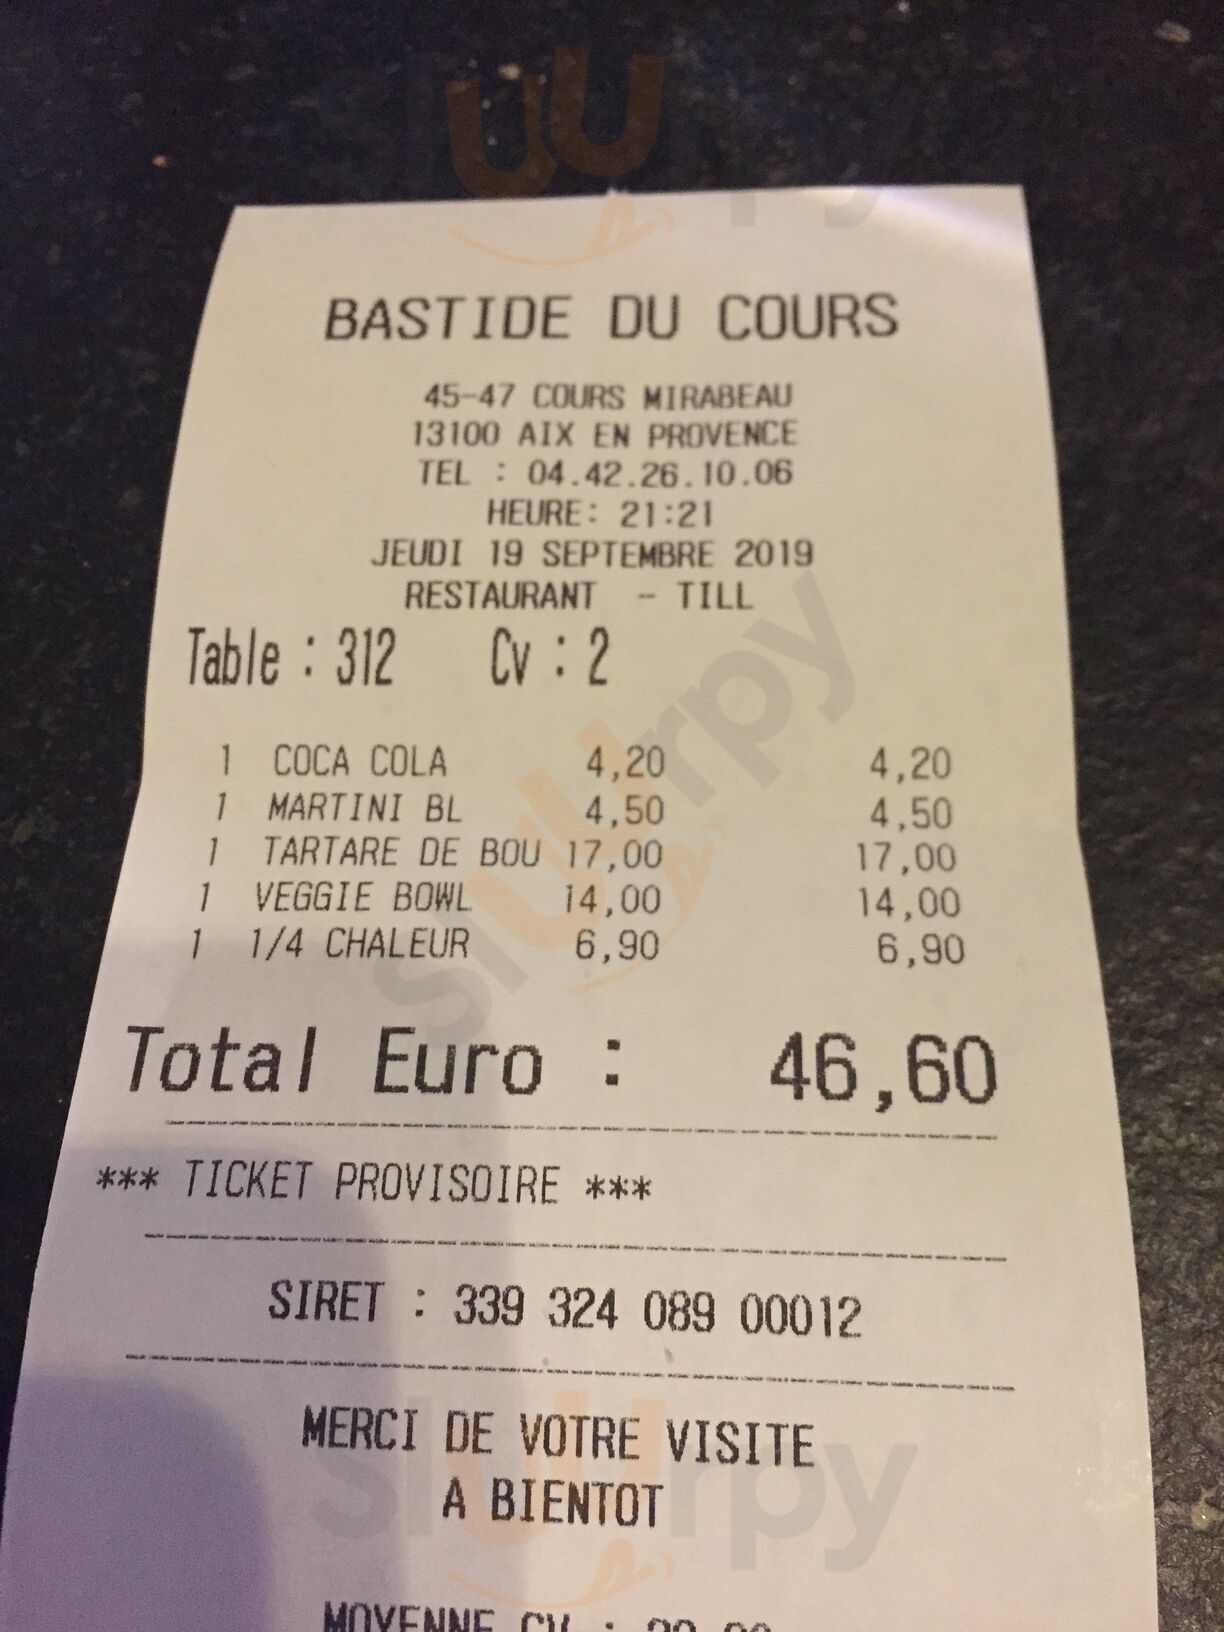 BASTIDE DU COURS
45-47 COURS MIRABEAU
13100 AIX EN PROVENCE
TEL : 04.42.26.10.06
HEURE: 21:21
JEUDI 19 SEPTEMBRE 2019
RESTAURANT - TILL
Table : 312 Cv : 2
1 COCA COLA 4,20 4,20
1 MARTINI BL 4,50 4,50
1 TARTARE DE BOU 17,00 17,00
1 VEGGIE BOWL 14,00 14,00
1 1/4 CHALEUR 6,90 6,90
Total Euro : 46,60
*** TICKET PROVISOIRE ***
SIRET : 339 324 089 00012
MERCI DE VOTRE VISITE
A BIENTOT
MOYENNE CV :
sluurpy
sluurpy